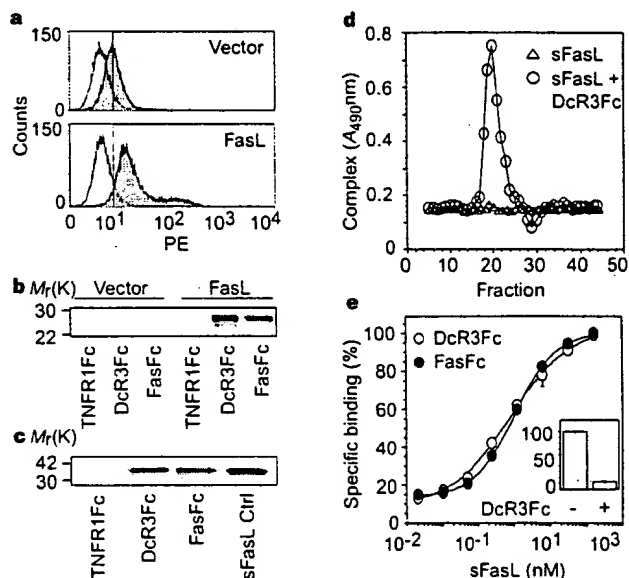 a
150
Vector
0
Counts
150
FasL
0
0 10¹ 10² 10³ 10⁴
PE
b Mr(K) Vector FasL
30
22
TNFR1Fc
DcR3Fc
FasFc
TNFR1Fc
DcR3Fc
FasFc
c Mr(K)
42
30
TNFR1Fc
DcR3Fc
FasFc
sFasL Ctrl
d
△ sFasL
○ sFasL +
DcR3Fc
Complex (A490nm)
0.8
0.6
0.4
0.2
0
0 10 20 30 40 50
Fraction
e
○ DcR3Fc
● FasFc
Specific binding (%)
100
80
60
40
20
0
100
50
0
DcR3Fc - +
10⁻² 10⁻¹ 10¹ 10³
sFasL (nM)